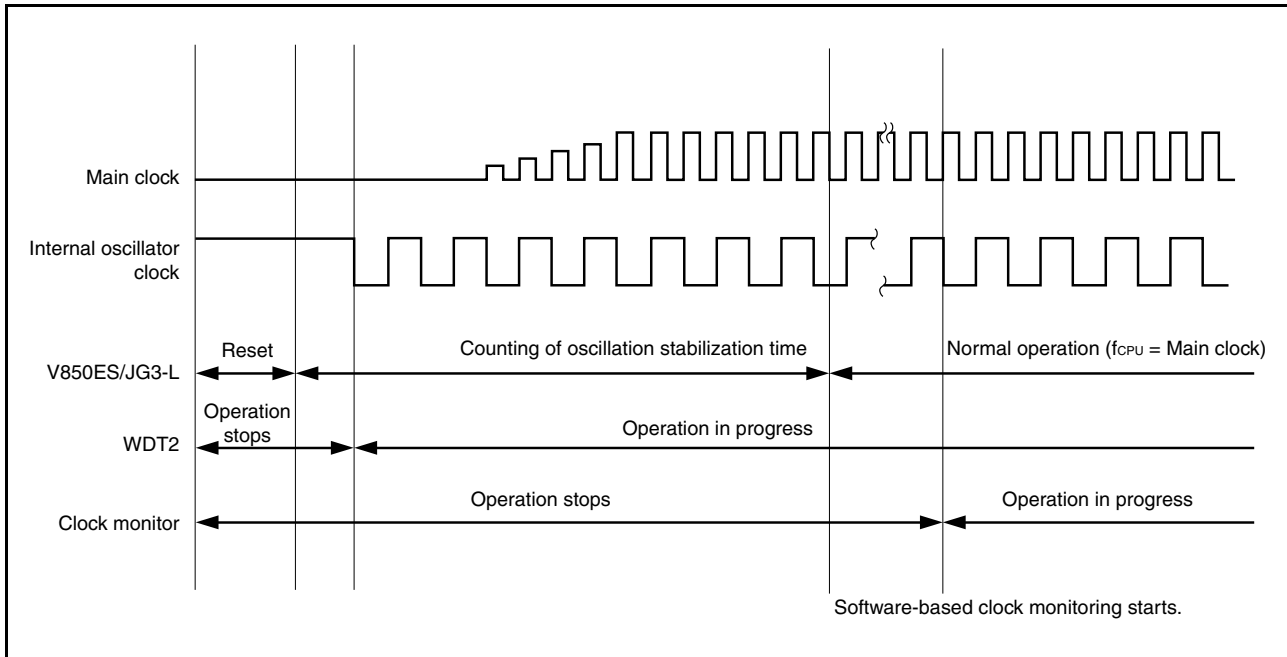 Main clock
Internal oscillator
clock
Reset
Counting of oscillation stabilization time
Normal operation (fCPU = Main clock)
V850ES/JG3-L
Operation
stops
Operation in progress
WDT2
Operation stops
Operation in progress
Clock monitor
Software-based clock monitoring starts.